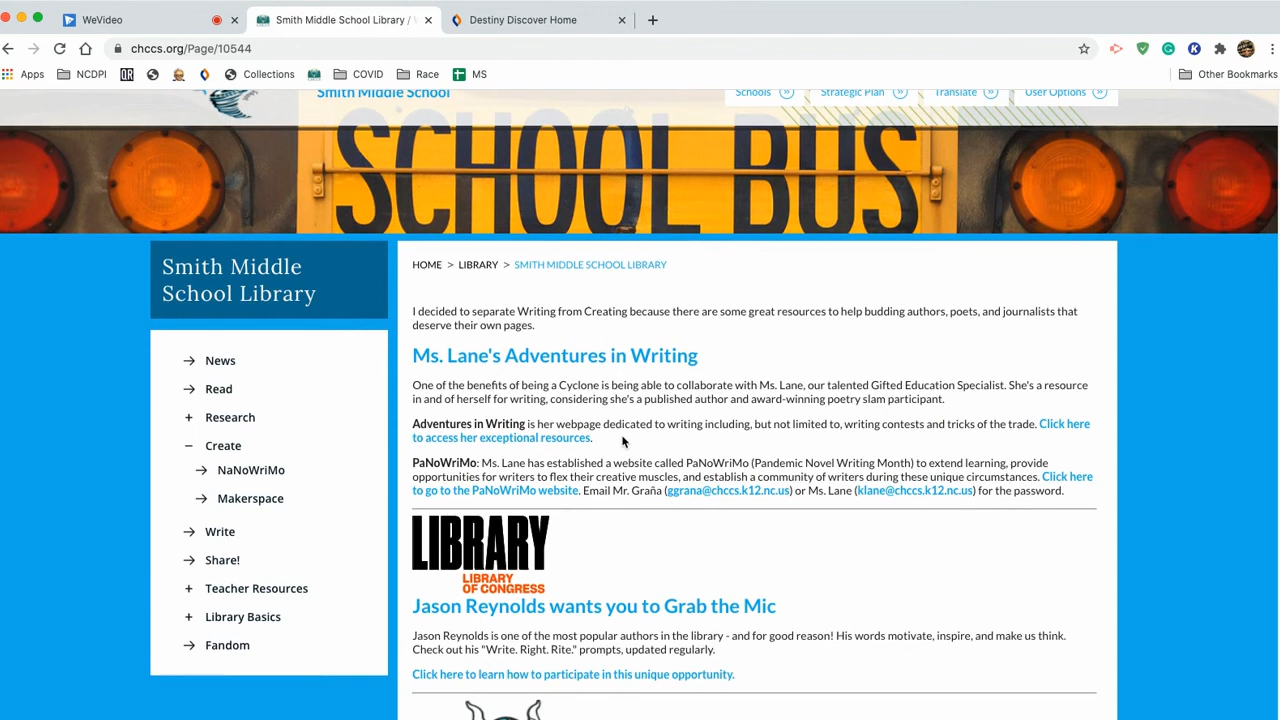 WeVideo
Smith Middle School Library /
Destiny Discover Home
chccs.org/Page/10544
Apps NCDPI QR Collections COVID Race MS Other Bookmarks
Smith Middle School Schools Strategic Plan Translate User Options
SCHOOL BUS
Smith Middle
School Library
News
Read
Research
Create
NaNoWriMo
Makerspace
Write
Share!
Teacher Resources
Library Basics
Fandom
HOME > LIBRARY > SMITH MIDDLE SCHOOL LIBRARY
I decided to separate Writing from Creating because there are some great resources to help budding authors, poets, and journalists that
deserve their own pages.
Ms. Lane's Adventures in Writing
One of the benefits of being a Cyclone is being able to collaborate with Ms. Lane, our talented Gifted Education Specialist. She's a resource
in and of herself for writing, considering she's a published author and award-winning poetry slam participant.
Adventures in Writing is her webpage dedicated to writing including, but not limited to, writing contests and tricks of the trade. Click here
to access her exceptional resources.
PaNoWriMo: Ms. Lane has established a website called PaNoWriMo (Pandemic Novel Writing Month) to extend learning, provide
opportunities for writers to flex their creative muscles, and establish a community of writers during these unique circumstances. Click here
to go to the PaNoWriMo website. Email Mr. Graña (ggrana@chccs.k12.nc.us) or Ms. Lane (klane@chccs.k12.nc.us) for the password.
LIBRARY
LIBRARY
OF CONGRESS
Jason Reynolds wants you to Grab the Mic
Jason Reynolds is one of the most popular authors in the library - and for good reason! His words motivate, inspire, and make us think.
Check out his "Write. Right. Rite." prompts, updated regularly.
Click here to learn how to participate in this unique opportunity.